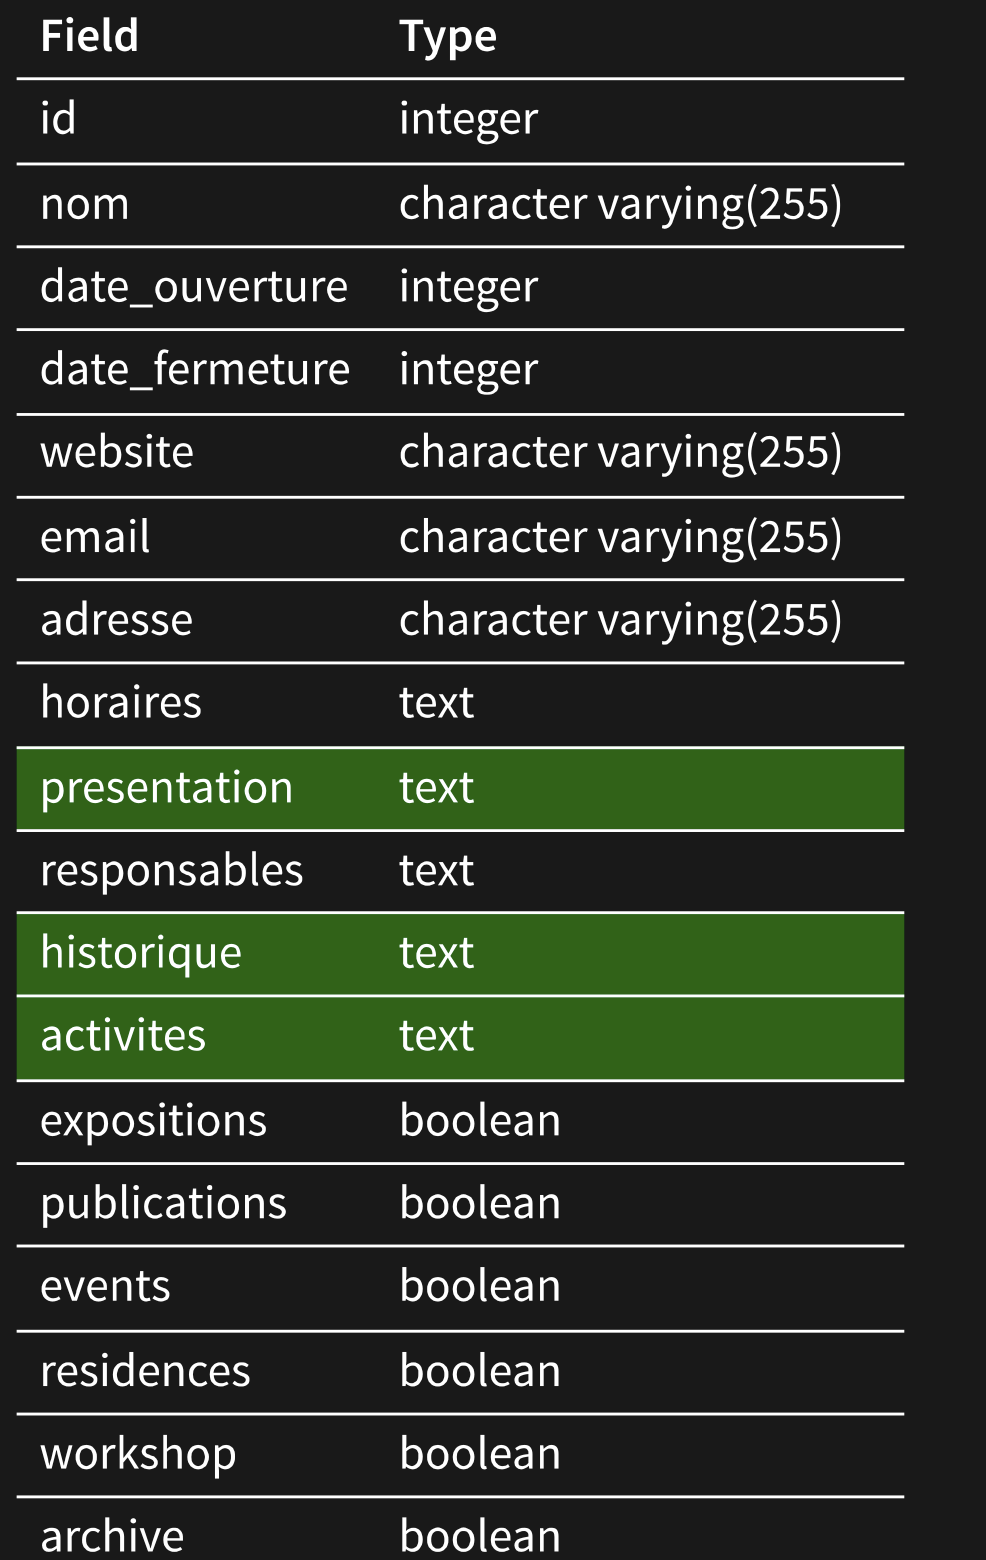 Field Type
id integer
nom character varying(255)
date_ouverture integer
date_fermeture integer
website character varying(255)
email character varying(255)
adresse character varying(255)
horaires text
presentation text
responsables text
historique text
activites text
expositions boolean
publications boolean
events boolean
residences boolean
workshop boolean
archive boolean